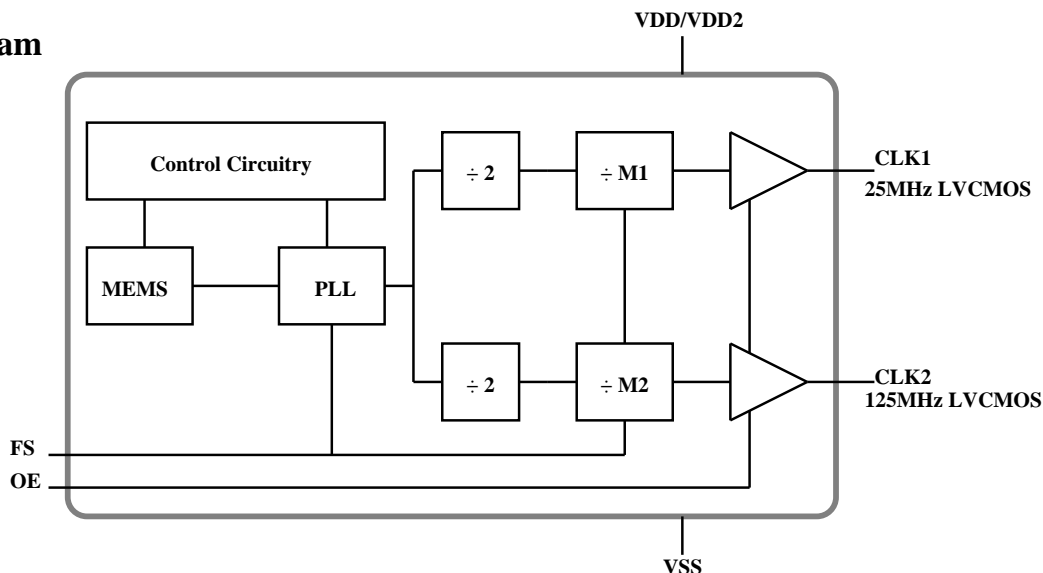 am
VDD/VDD2
Control Circuitry
÷ 2
÷ M1
CLK1
25MHz LVCMOS
MEMS
PLL
÷ 2
÷ M2
CLK2
125MHz LVCMOS
FS
OE
VSS